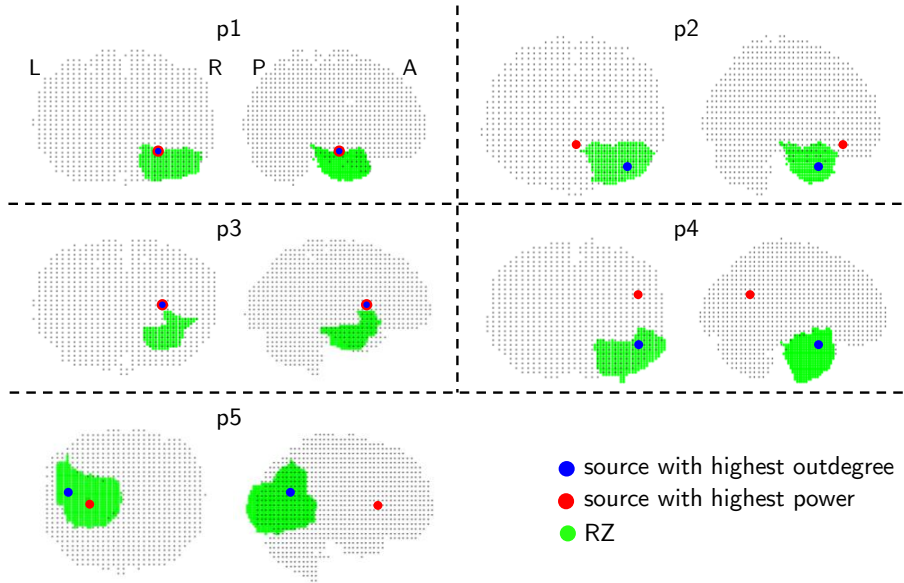 p1
p2
L
R
P
A
p3
p4
p5
source with highest outdegree
source with highest power
RZ